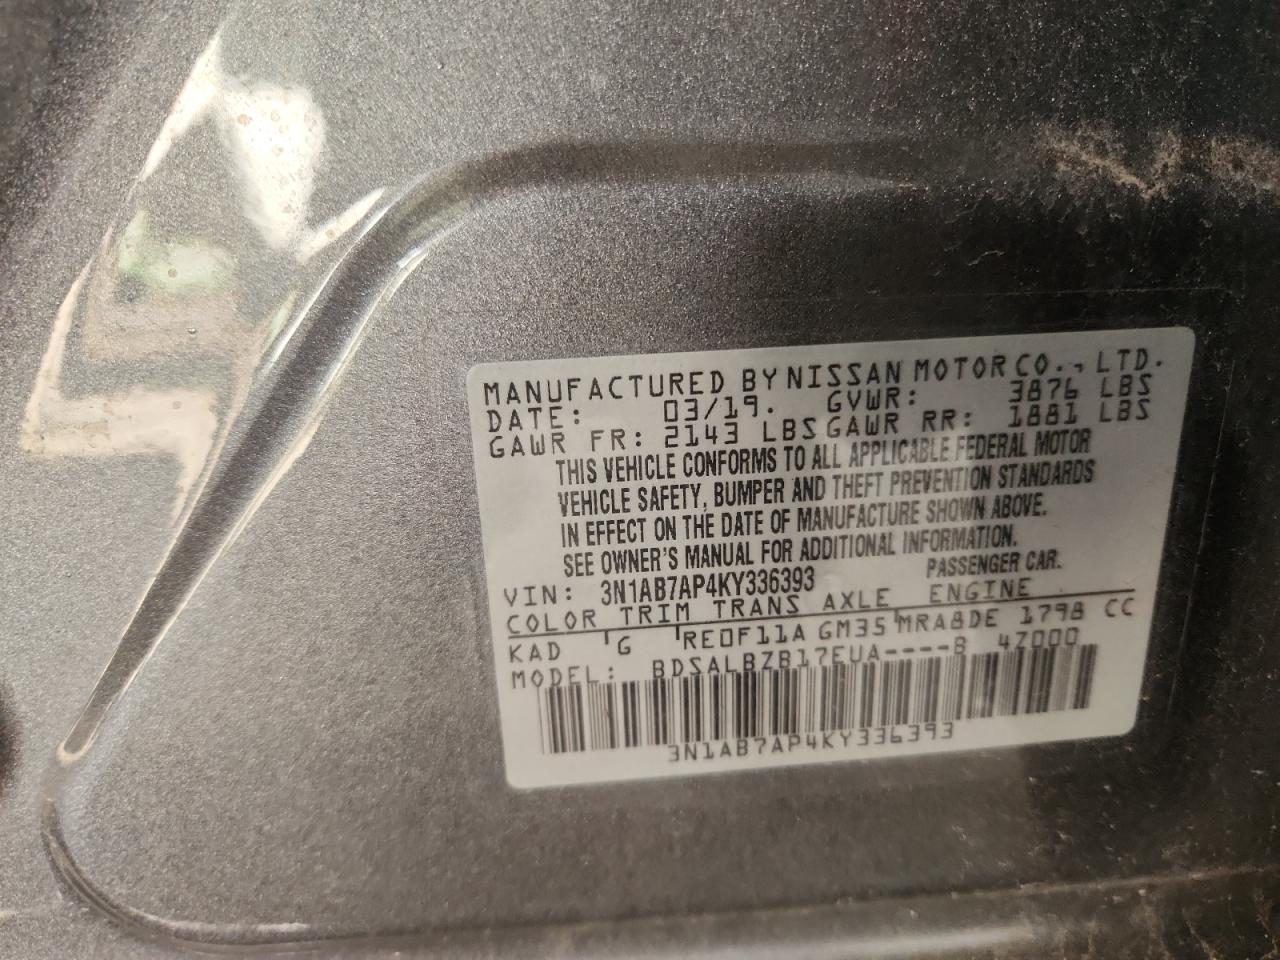 MANUFACTURED BY NISSAN MOTOR CO., LTD.
DATE: 03/19. GVWR: 3876 LBS
GAWR FR: 2143 LBS GAWR RR: 1881 LBS
THIS VEHICLE CONFORMS TO ALL APPLICABLE FEDERAL MOTOR
VEHICLE SAFETY, BUMPER AND THEFT PREVENTION STANDARDS
IN EFFECT ON THE DATE OF MANUFACTURE SHOWN ABOVE.
SEE OWNER'S MANUAL FOR ADDITIONAL INFORMATION.
VIN: 3N1AB7AP4KY336393 PASSENGER CAR.
COLOR TRIM TRANS AXLE ENGINE
KAD G RE0F11A GM35 MRA8DE 1798 CC
MODEL: BDSALBZB17EUA----B 4Z000
3N1AB7AP4KY336393